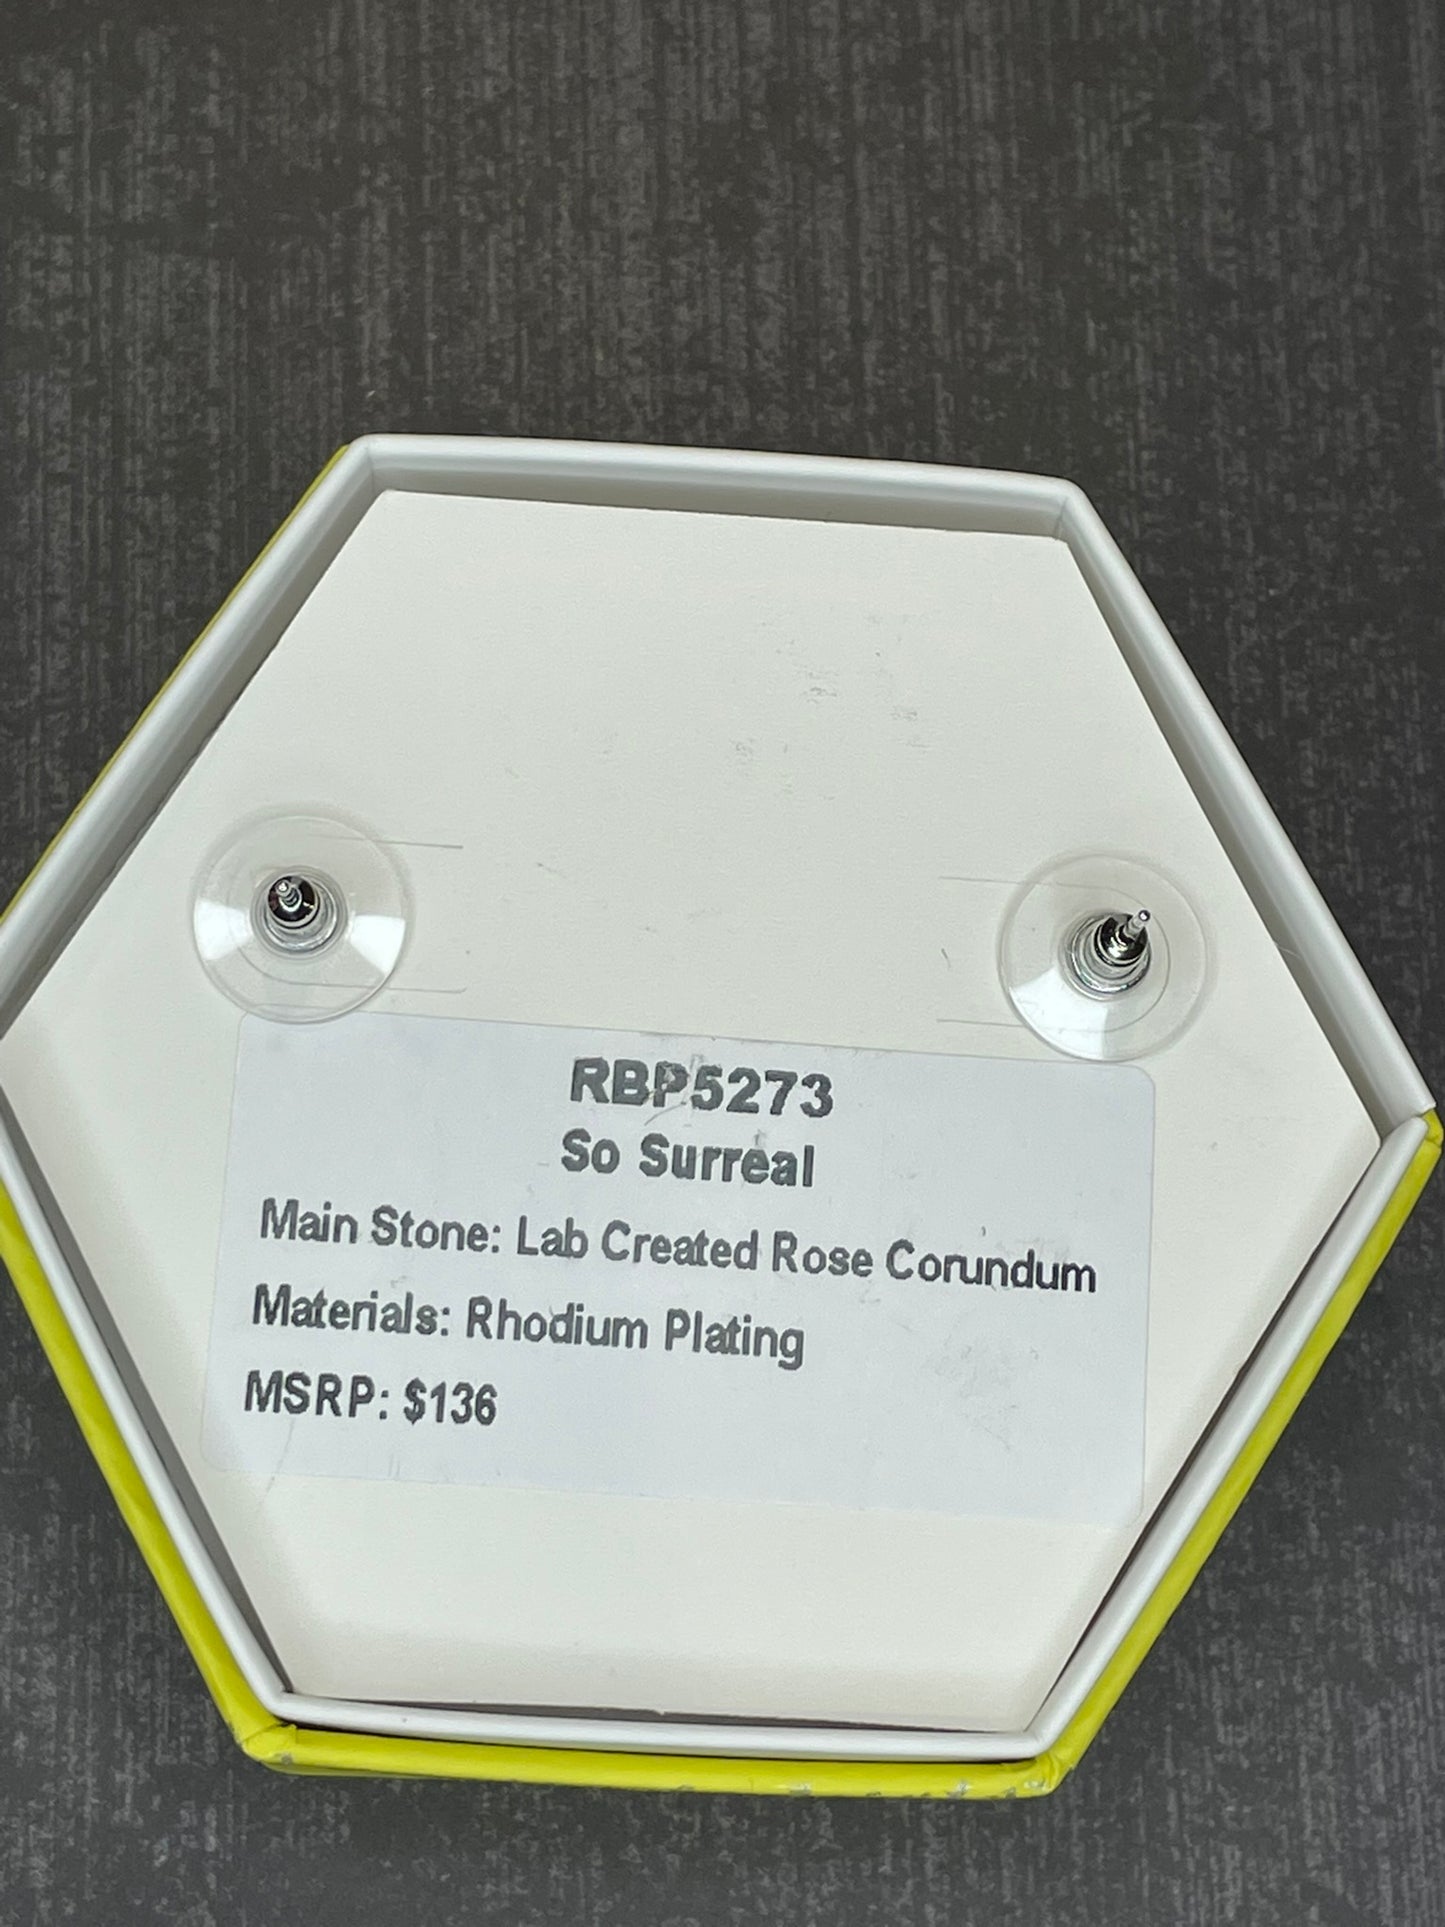 RBP5273
So Surreal
Main Stone: Lab Created Rose Corundum
Materials: Rhodium Plating
MSRP: $136